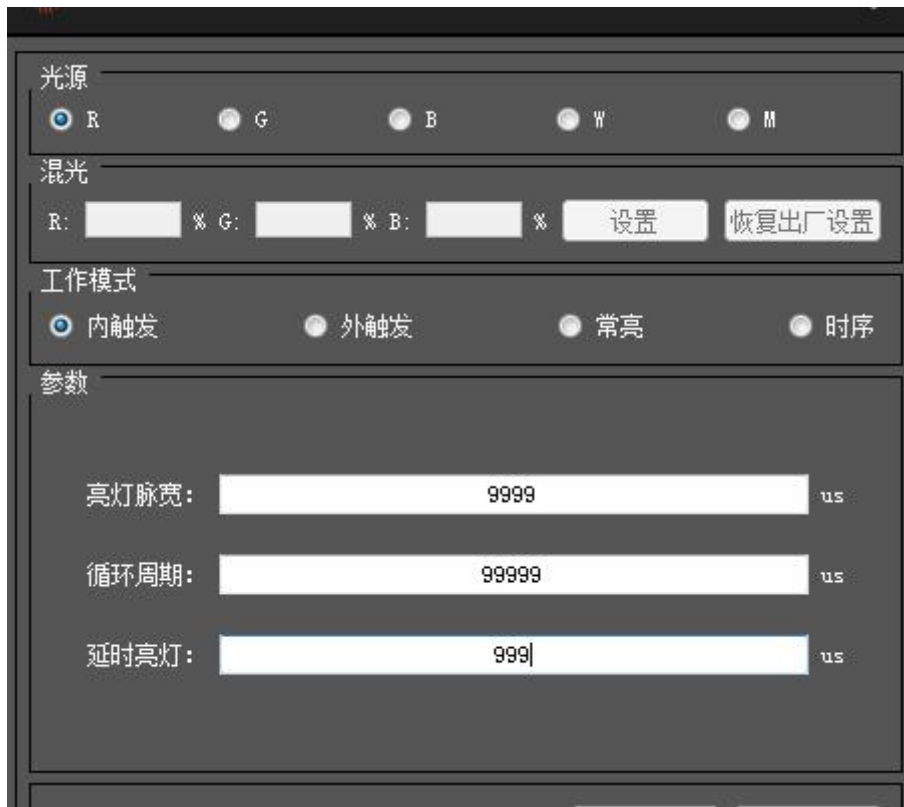 光源
R G B W M
混光
R: % G: % B: % 设置 恢复出厂设置
工作模式
内触发 外触发 常亮 时序
参数
亮灯脉宽: 9999 us
循环周期: 99999 us
延时亮灯: 999 us